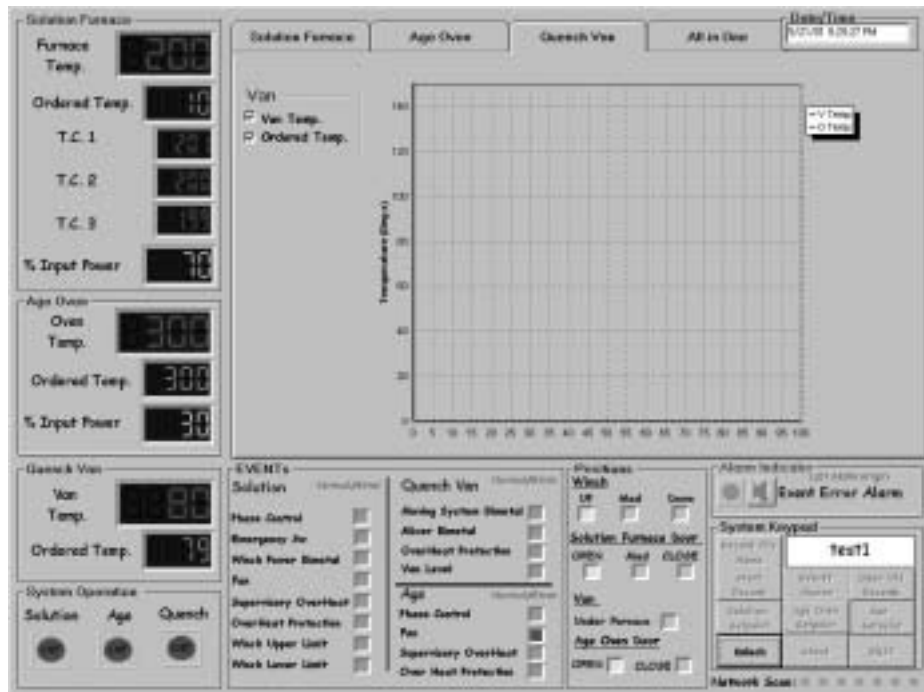 Solution Furnace
Furnace Temp.
200
Ordered Temp.
10
T.C. 1
T.C. 2
T.C. 3
199
% Input Power
70
Age Oven
Oven Temp.
300
Ordered Temp.
300
% Input Power
30
Quench Van
Van Temp.
80
Ordered Temp.
79
System Operation
Solution Age Quench
Solution Furnace
Age Oven
Quench Van
All in One
Date/Time
Van
Van Temp.
Ordered Temp.
Temperature (Deg.c)
120
100
80
60
40
20
0
0 5 10 15 20 25 30 35 40 45 50 55 60 65 70 75 80 85 90 95 100
V Temp
O Temp
EVENTs
Solution
Phase Control
Emergency
Winch Power Bimetal
Fan
Supervisory OverHeat
OverHeat Protection
Winch Upper Limit
Winch Lower Limit
Quench Van
Moving System Bimetal
Mixer Bimetal
OverHeat Protection
Van Level
Age
Phase Control
Fan
Supervisory OverHeat
Over Heat Protection
Positions
Winch
UP Mod Down
Solution Furnace Door
OPEN Mod CLOSE
Van
Under Furnace
Age Oven Door
OPEN CLOSE
Alarm Indicator
Event Error Alarm
System Keypad
test1
Unlock
Network Scan: